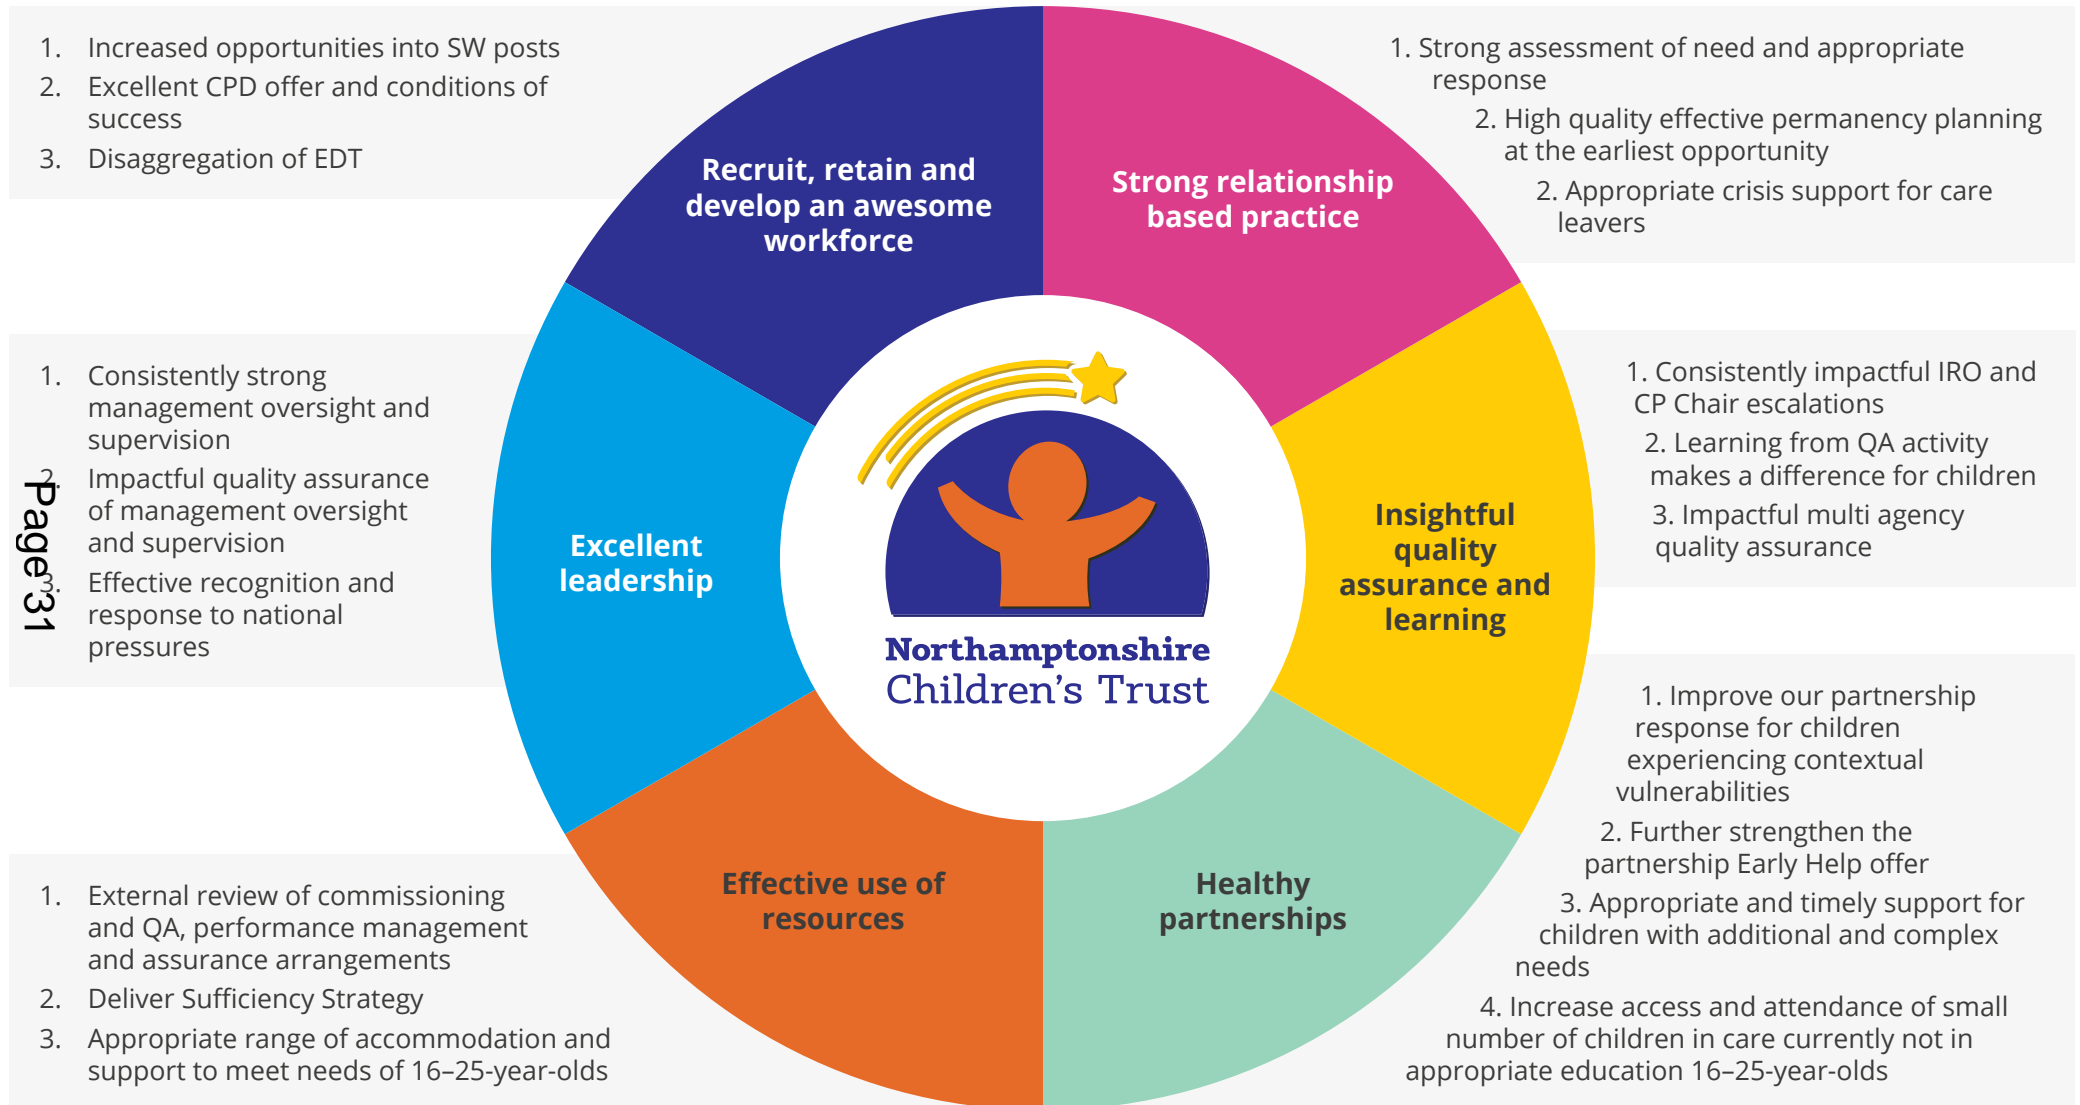 1. Increased opportunities into SW posts
2. Excellent CPD offer and conditions of
success
3. Disaggregation of EDT
Recruit, retain and
develop an awesome
workforce
Strong relationship
based practice
1. Strong assessment of need and appropriate
response
2. High quality effective permanency planning
at the earliest opportunity
2. Appropriate crisis support for care
leavers
1. Consistently strong
management oversight and
supervision
2. Impactful quality assurance
of management oversight
and supervision
3. Effective recognition and
response to national
pressures
Page 31
Excellent
leadership
Northamptonshire
Children's Trust
Insightful
quality
assurance and
learning
1. Consistently impactful IRO and
CP Chair escalations
2. Learning from QA activity
makes a difference for children
3. Impactful multi agency
quality assurance
1. External review of commissioning
and QA, performance management
and assurance arrangements
2. Deliver Sufficiency Strategy
3. Appropriate range of accommodation and
support to meet needs of 16–25-year-olds
Effective use of
resources
Healthy
partnerships
1. Improve our partnership
response for children
experiencing contextual
vulnerabilities
2. Further strengthen the
partnership Early Help offer
3. Appropriate and timely support for
children with additional and complex
needs
4. Increase access and attendance of small
number of children in care currently not in
appropriate education 16–25-year-olds